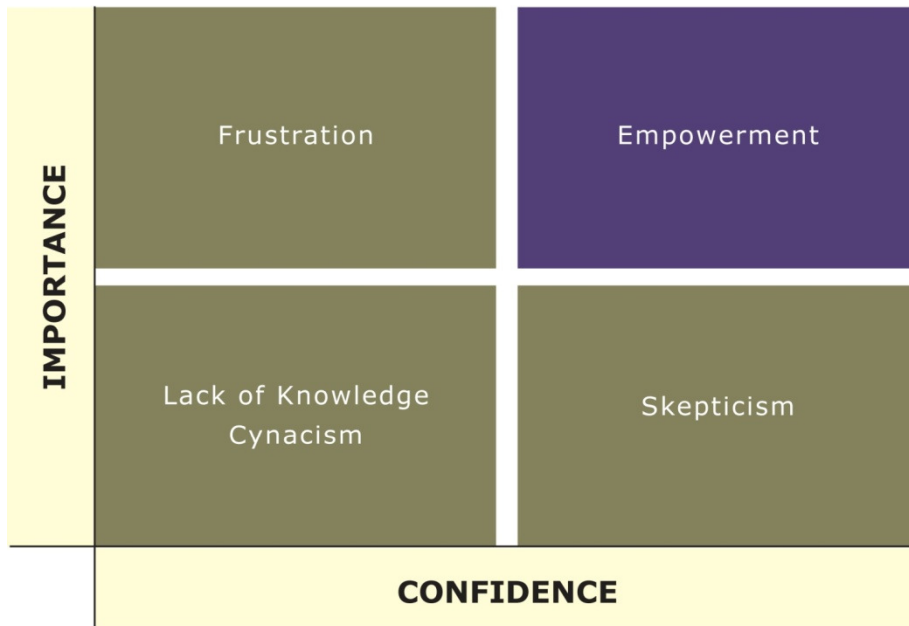 Frustration
Empowerment
IMPORTANCE
Lack of Knowledge
Cynacism
Skepticism
CONFIDENCE